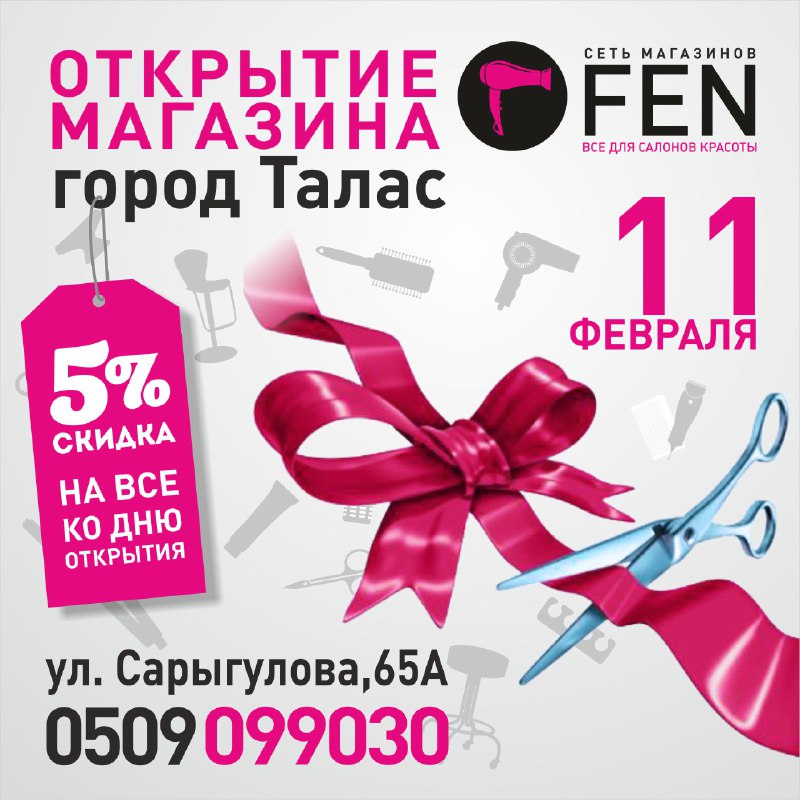 ОТКРЫТИЕ
МАГАЗИНА
город Талас
СЕТЬ МАГАЗИНОВ
FEN
ВСЕ ДЛЯ САЛОНОВ КРАСОТЫ
11
ФЕВРАЛЯ
5%
СКИДКА
НА ВСЕ
КО ДНЮ
ОТКРЫТИЯ
ул. Сарыгулова,65А
0509 099030